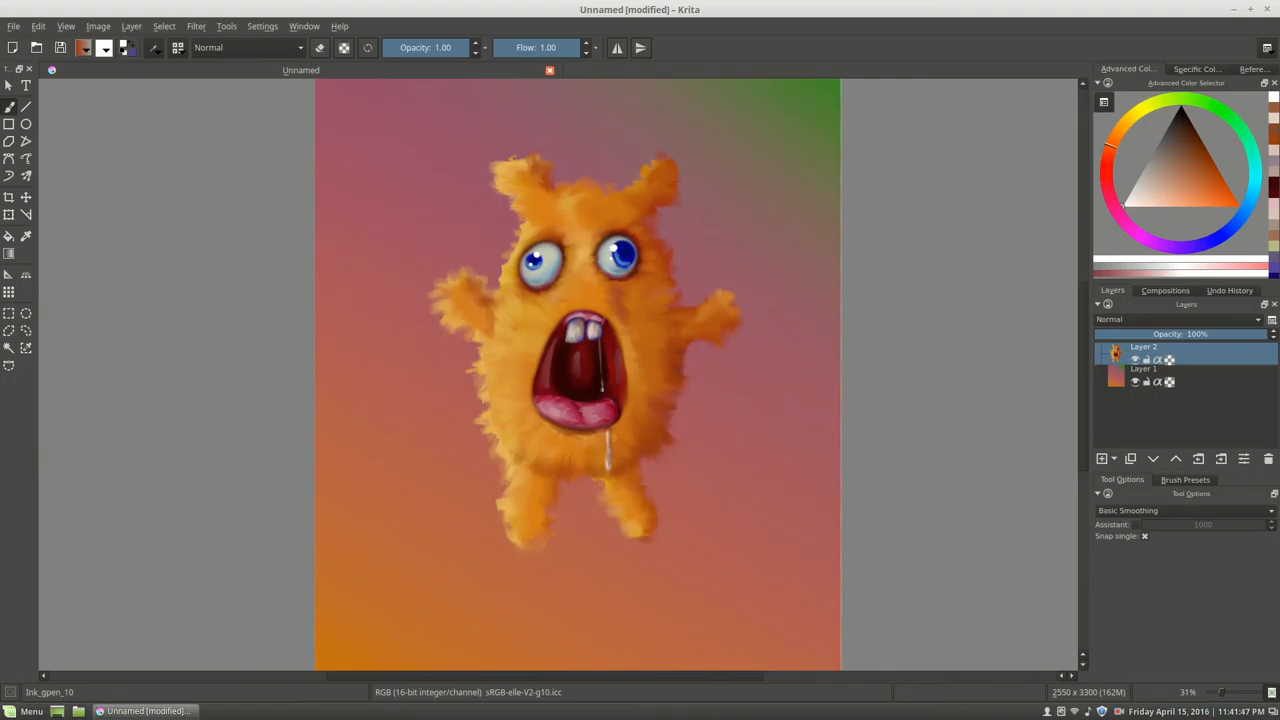 Unnamed [modified] – Krita
File Edit View Image Layer Select Filter Tools Settings Window Help
Normal Opacity: 1.00 Flow: 1.00
T... Unnamed
Advanced Col... Specific Col... Refere...
Advanced Color Selector
Layers Compositions Undo History
Layers
Normal
Opacity: 100%
Layer 2
Layer 1
Tool Options Brush Presets
Tool Options
Basic Smoothing
Assistant: 1000
Snap single:
Ink_gpen_10 RGB (16-bit integer/channel) sRGB-elle-V2-g10.icc 2550 x 3300 (162M) 31%
Menu Unnamed [modified]... Friday April 15, 2016 11:41:47 PM